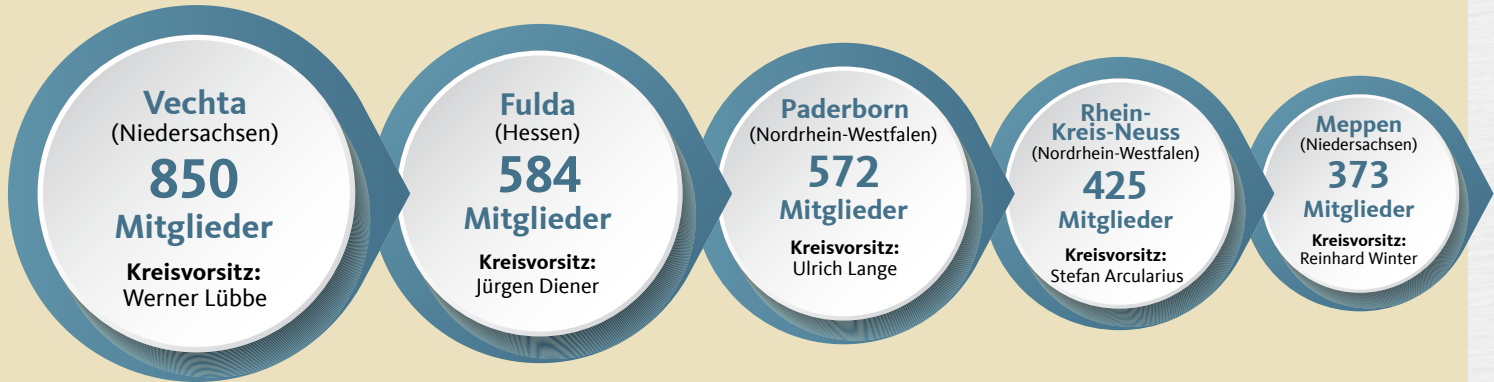 Vechta
(Niedersachsen)
850
Mitglieder
Kreisvorsitz:
Werner Lübbe
Fulda
(Hessen)
584
Mitglieder
Kreisvorsitz:
Jürgen Diener
Paderborn
(Nordrhein-Westfalen)
572
Mitglieder
Kreisvorsitz:
Ulrich Lange
Rhein-
Kreis-Neuss
(Nordrhein-Westfalen)
425
Mitglieder
Kreisvorsitz:
Stefan Arcularius
Meppen
(Niedersachsen)
373
Mitglieder
Kreisvorsitz:
Reinhard Winter